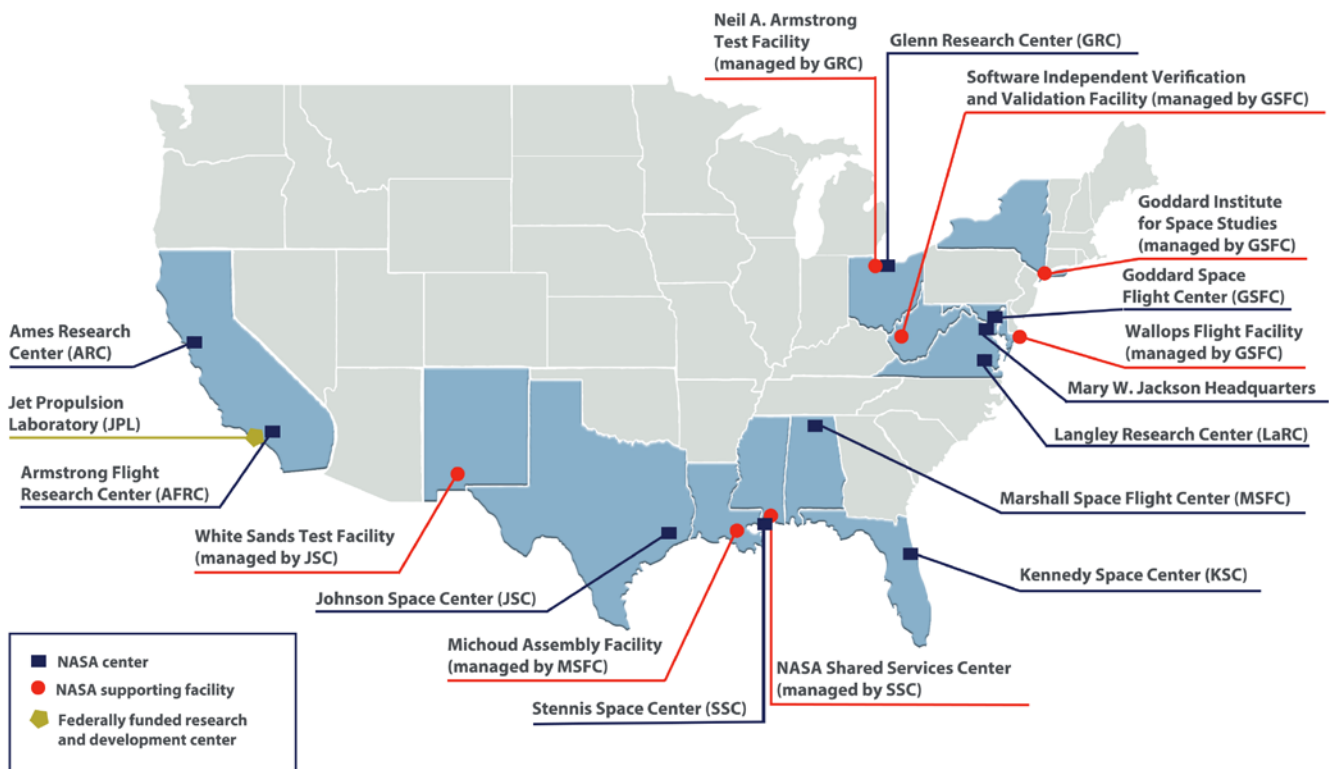 Neil A. Armstrong
Test Facility
(managed by GRC)
Glenn Research Center (GRC)
Software Independent Verification
and Validation Facility (managed by GSFC)
Goddard Institute
for Space Studies
(managed by GSFC)
Goddard Space
Flight Center (GSFC)
Wallops Flight Facility
(managed by GSFC)
Mary W. Jackson Headquarters
Langley Research Center (LaRC)
Marshall Space Flight Center (MSFC)
Kennedy Space Center (KSC)
Ames Research
Center (ARC)
Jet Propulsion
Laboratory (JPL)
Armstrong Flight
Research Center (AFRC)
White Sands Test Facility
(managed by JSC)
Johnson Space Center (JSC)
Michoud Assembly Facility
(managed by MSFC)
NASA Shared Services Center
(managed by SSC)
Stennis Space Center (SSC)
NASA center
NASA supporting facility
Federally funded research
and development center